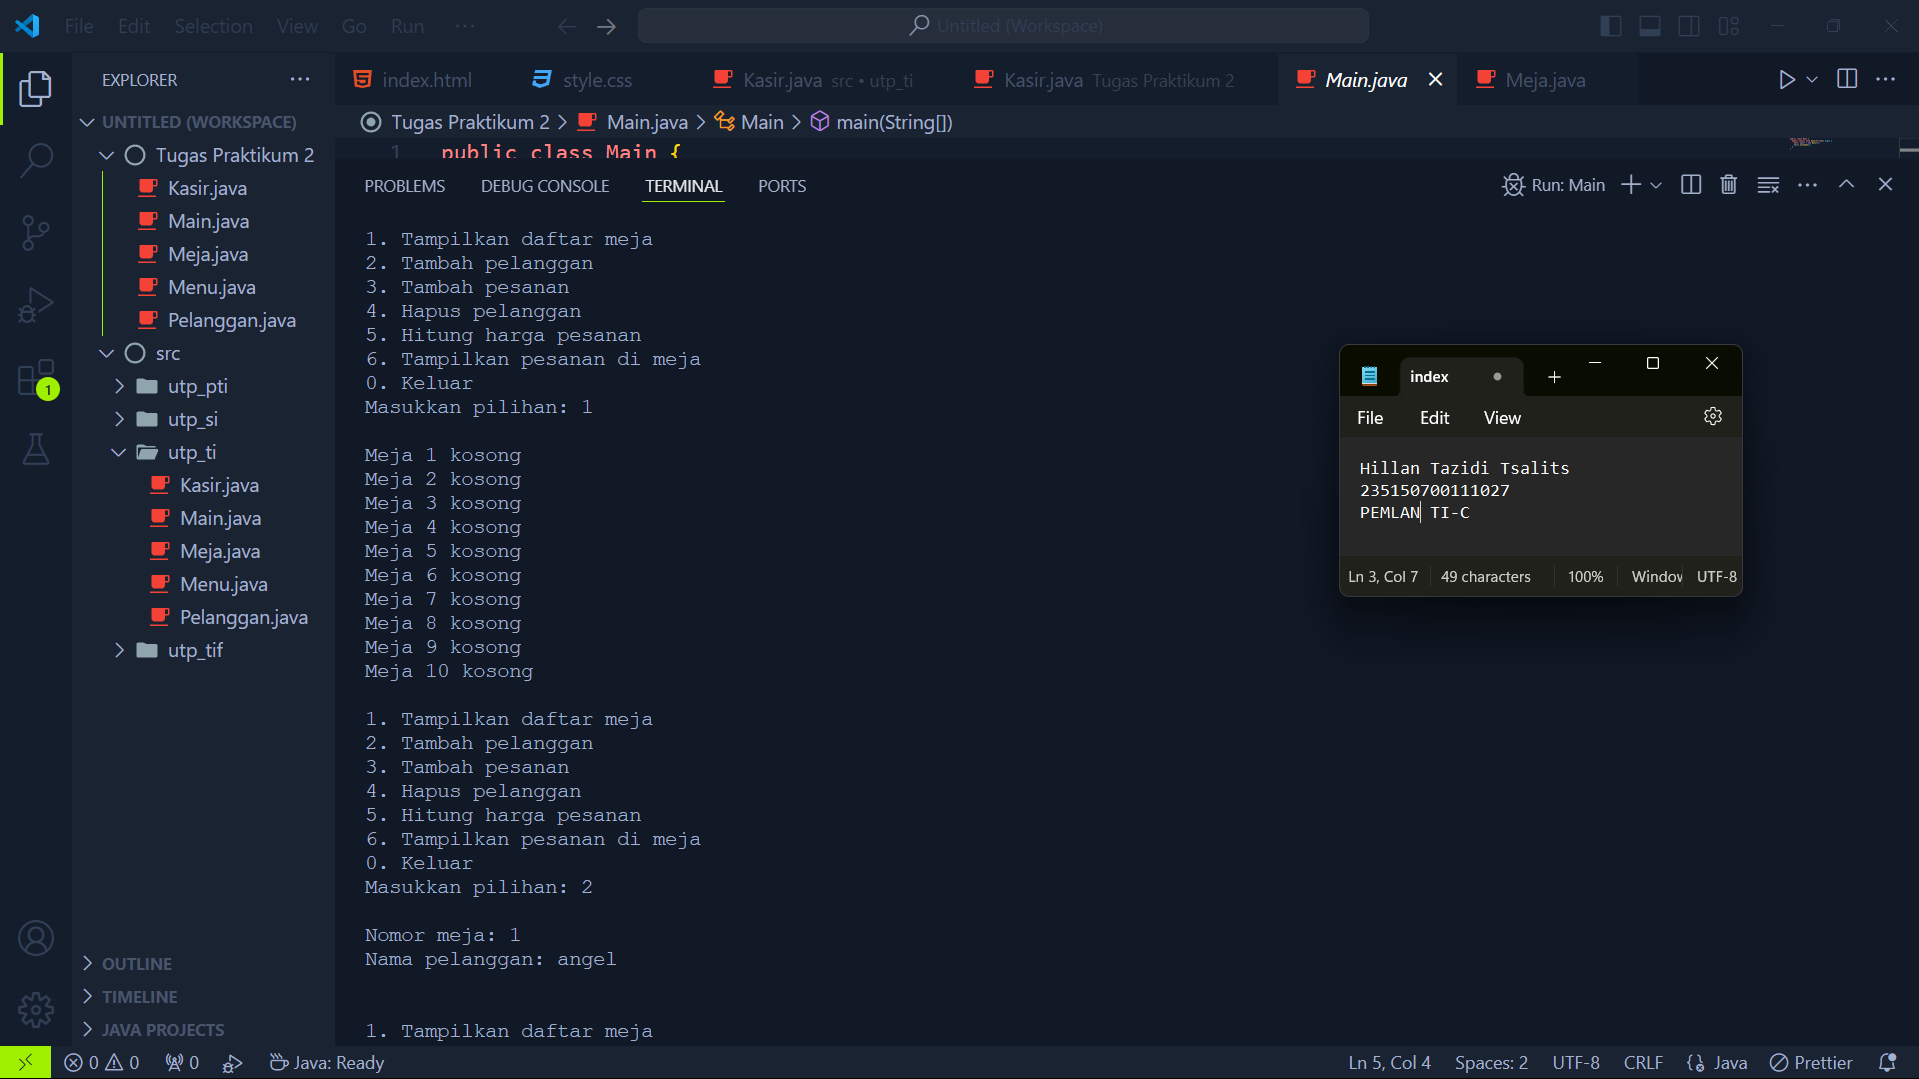 File Edit Selection View Go Run ···
Untitled (Workspace)
EXPLORER
index.html
style.css
Kasir.java src • utp_ti
Kasir.java Tugas Praktikum 2
Main.java
Meja.java
UNTITLED (WORKSPACE)
Tugas Praktikum 2
Kasir.java
Main.java
Meja.java
Menu.java
Pelanggan.java
src
utp_pti
utp_si
utp_ti
Kasir.java
Main.java
Meja.java
Menu.java
Pelanggan.java
utp_tif
OUTLINE
TIMELINE
JAVA PROJECTS
1
Tugas Praktikum 2 > Main.java > Main > main(String[])
1 public class Main {
PROBLEMS DEBUG CONSOLE TERMINAL PORTS
Run: Main
1. Tampilkan daftar meja
2. Tambah pelanggan
3. Tambah pesanan
4. Hapus pelanggan
5. Hitung harga pesanan
6. Tampilkan pesanan di meja
0. Keluar
Masukkan pilihan: 1
Meja 1 kosong
Meja 2 kosong
Meja 3 kosong
Meja 4 kosong
Meja 5 kosong
Meja 6 kosong
Meja 7 kosong
Meja 8 kosong
Meja 9 kosong
Meja 10 kosong
1. Tampilkan daftar meja
2. Tambah pelanggan
3. Tambah pesanan
4. Hapus pelanggan
5. Hitung harga pesanan
6. Tampilkan pesanan di meja
0. Keluar
Masukkan pilihan: 2
Nomor meja: 1
Nama pelanggan: angel
1. Tampilkan daftar meja
index
File Edit View
Hillan Tazidi Tsalits
235150700111027
PEMLAN TI-C
Ln 3, Col 7 49 characters 100% Window UTF-8
0 0 0 Java: Ready
Ln 5, Col 4 Spaces: 2 UTF-8 CRLF Java Prettier